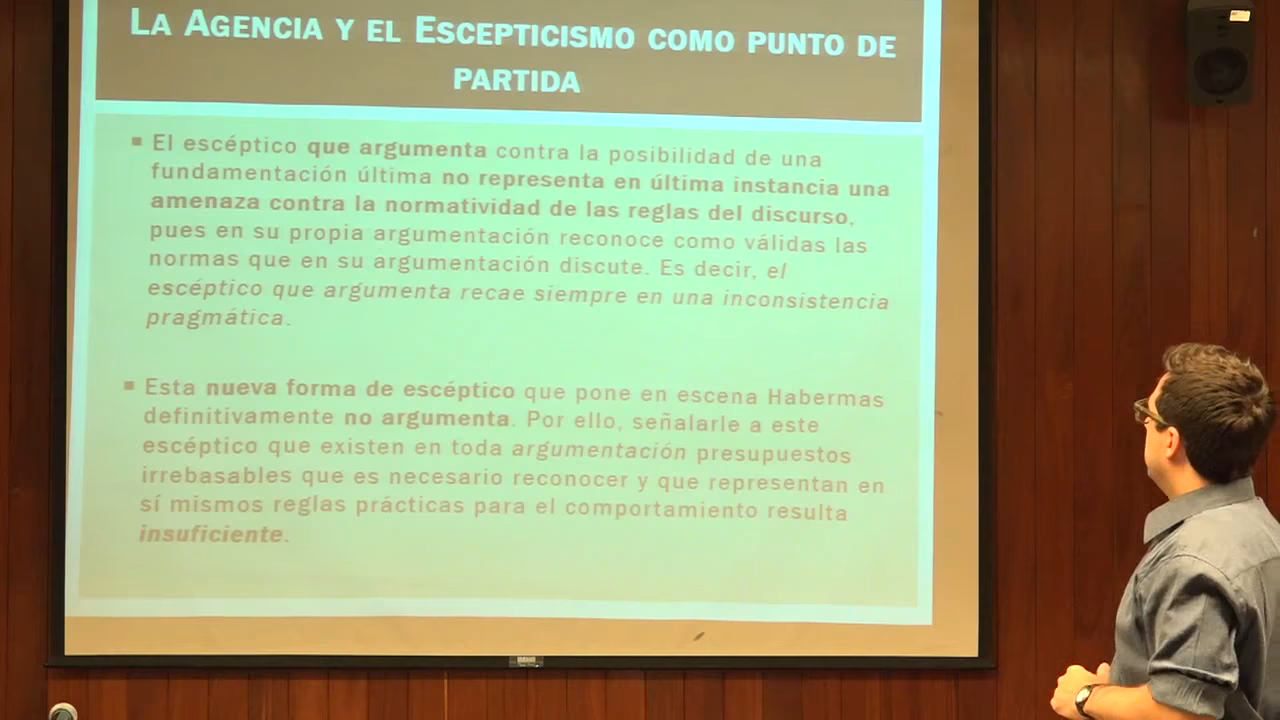 LA AGENCIA Y EL ESCEPTICISMO COMO PUNTO DE
PARTIDA
▪ El escéptico que argumenta contra la posibilidad de una
fundamentación última no representa en última instancia una
amenaza contra la normatividad de las reglas del discurso,
pues en su propia argumentación reconoce como válidas las
normas que en su argumentación discute. Es decir, el
escéptico que argumenta recae siempre en una inconsistencia
pragmática.
▪ Esta nueva forma de escéptico que pone en escena Habermas
definitivamente no argumenta. Por ello, señalarle a este
escéptico que existen en toda argumentación presupuestos
irrebasables que es necesario reconocer y que representan en
sí mismos reglas prácticas para el comportamiento resulta
insuficiente.